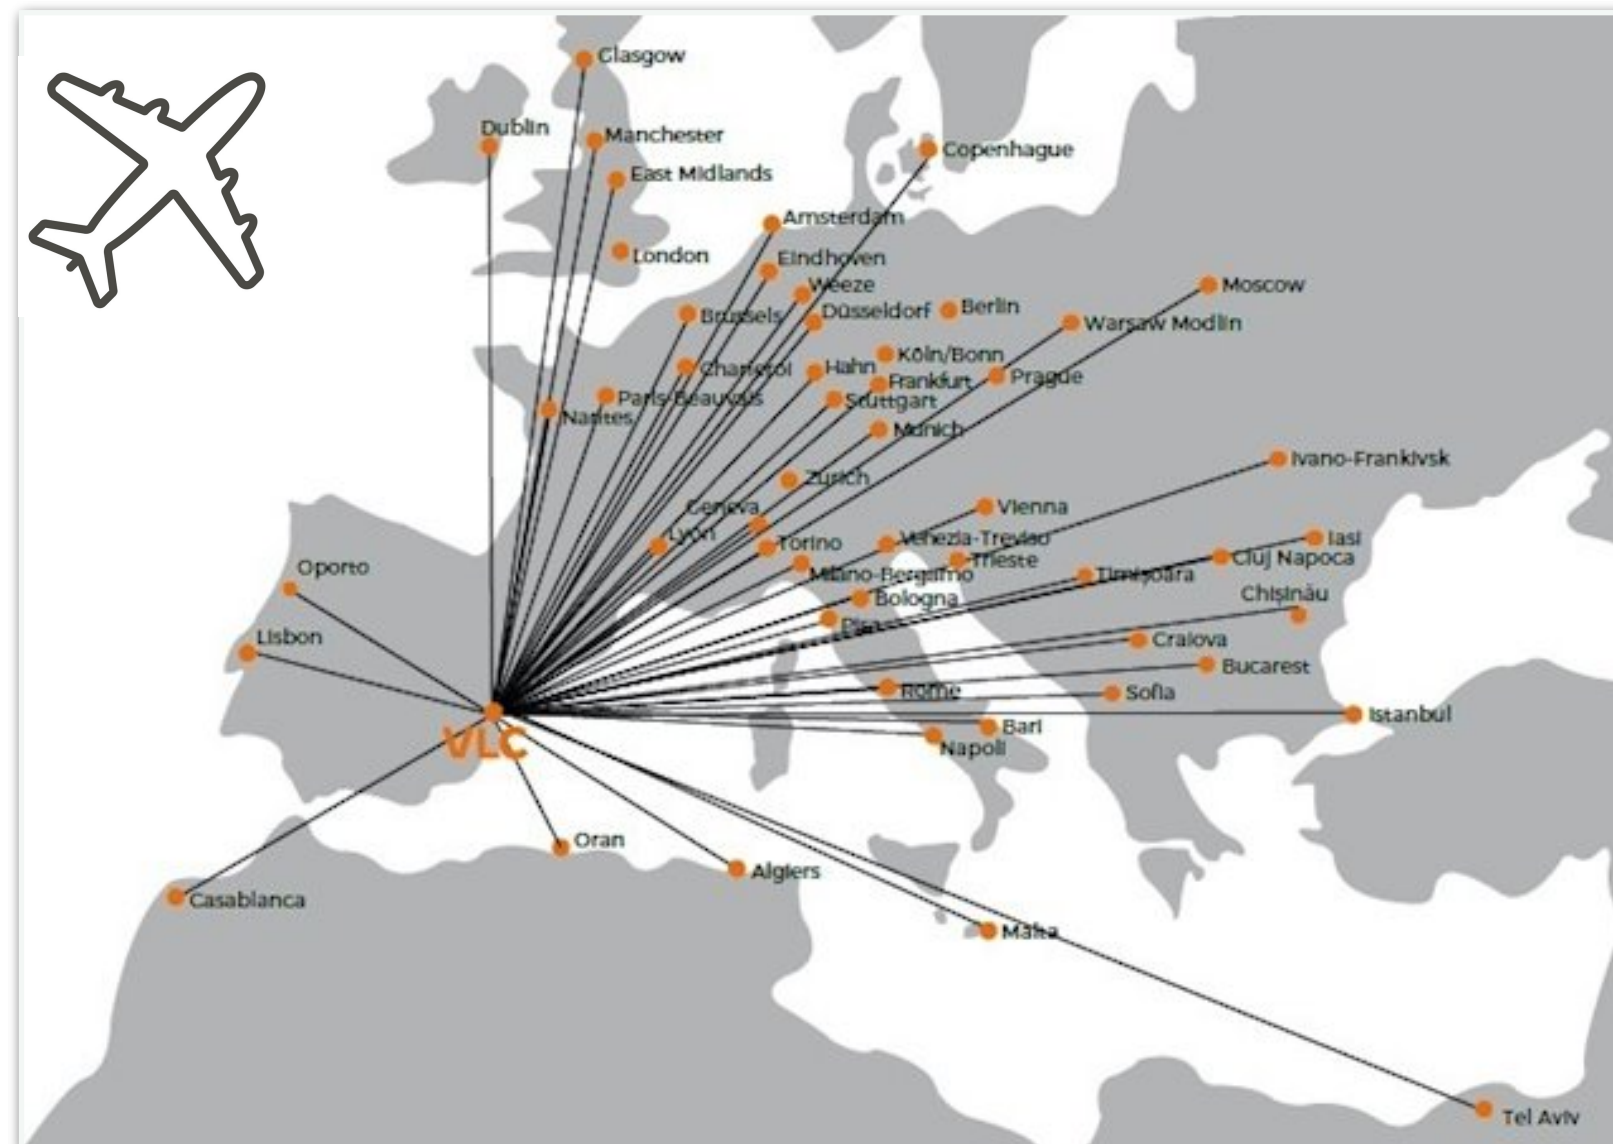 Glasgow
Dublin
Manchester
Copenhague
East Midlands
Amsterdam
London
Eindhoven
Weeze
Moscow
Brussels
Düsseldorf
Berlin
Warsaw Modlin
Köln/Bonn
Charleroi
Hahn
Frankfurt
Prague
Paris-Beauvais
Stuttgart
Nantes
Munich
Ivano-Frankivsk
Zurich
Geneva
Vienna
Lyon
Torino
Venezia-Treviso
Iasi
Trieste
Cluj Napoca
Oporto
Milano-Bergamo
Timișoara
Bologna
Chișinău
Pisa
Lisbon
Craiova
Bucarest
Rome
Sofia
Istanbul
Bari
VLC
Napoli
Oran
Algiers
Casablanca
Malta
Tel Aviv